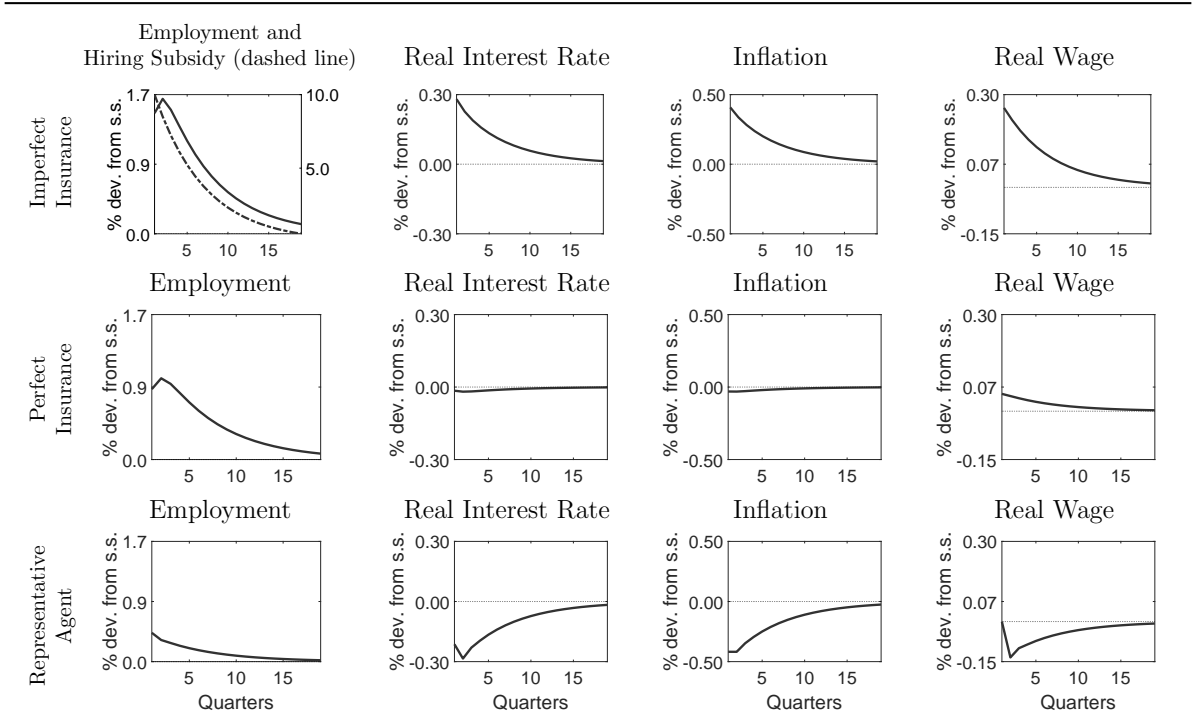 Employment and
Hiring Subsidy (dashed line)
Real Interest Rate
Inflation
Real Wage
Imperfect
Insurance
% dev. from s.s.
1.7
0.9
0.0
10.0
5.0
5 10 15
% dev. from s.s.
0.30
0.00
-0.30
5 10 15
% dev. from s.s.
0.50
0.00
-0.50
5 10 15
% dev. from s.s.
0.30
0.07
-0.15
5 10 15
Employment
Real Interest Rate
Inflation
Real Wage
Perfect
Insurance
% dev. from s.s.
1.7
0.9
0.0
5 10 15
% dev. from s.s.
0.30
0.00
-0.30
5 10 15
% dev. from s.s.
0.50
0.00
-0.50
5 10 15
% dev. from s.s.
0.30
0.07
-0.15
5 10 15
Employment
Real Interest Rate
Inflation
Real Wage
Representative
Agent
% dev. from s.s.
1.7
0.9
0.0
5 10 15
Quarters
% dev. from s.s.
0.30
0.00
-0.30
5 10 15
Quarters
% dev. from s.s.
0.50
0.00
-0.50
5 10 15
Quarters
% dev. from s.s.
0.30
0.07
-0.15
5 10 15
Quarters